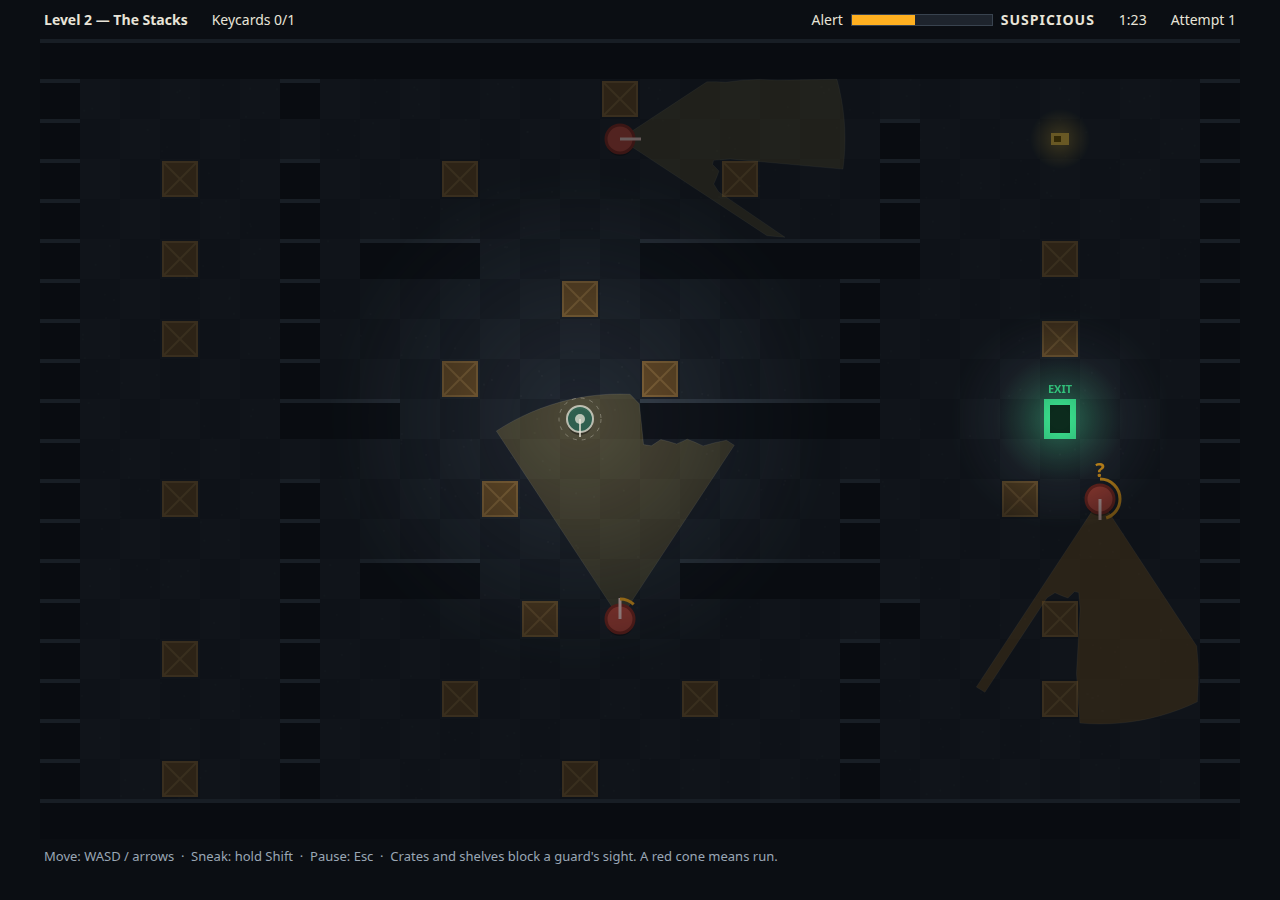 Level 2 — The Stacks Keycards 0/1 Alert SUSPICIOUS 1:23 Attempt 1
EXIT
?
Move: WASD / arrows · Sneak: hold Shift · Pause: Esc · Crates and shelves block a guard's sight. A red cone means run.